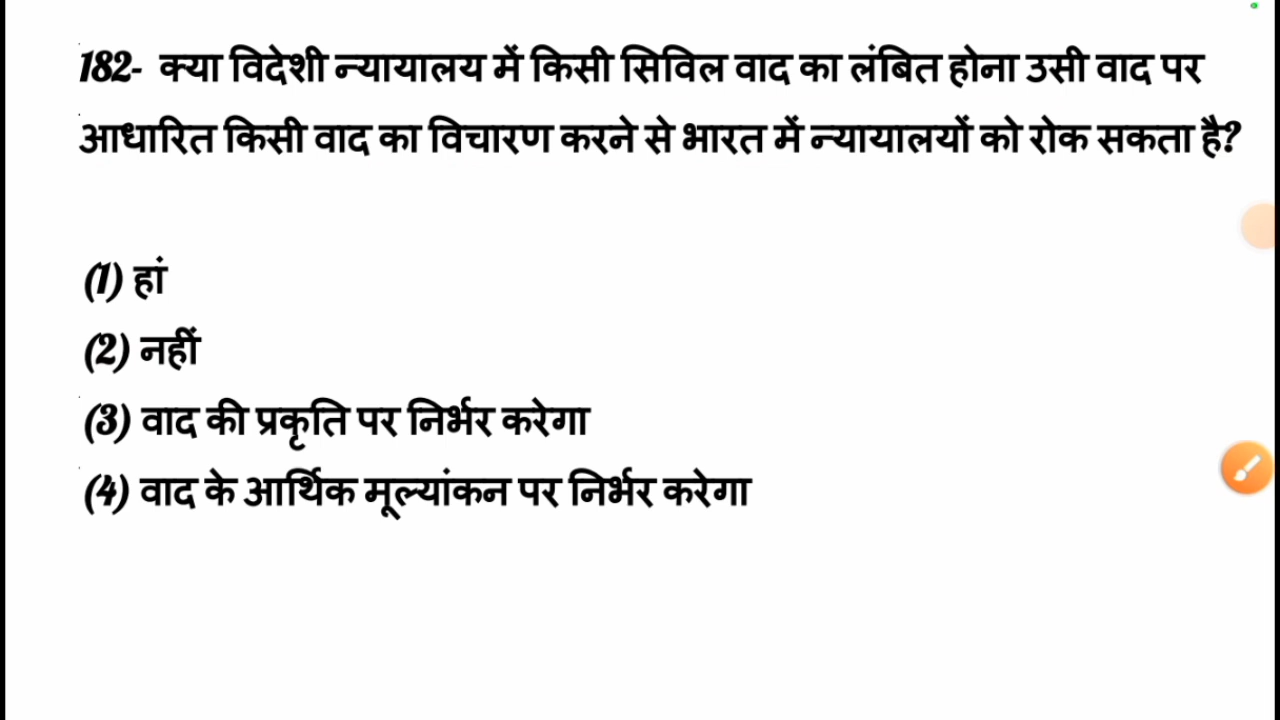 182- क्या विदेशी न्यायालय में किसी सिविल वाद का लंबित होना उसी वाद पर
आधारित किसी वाद का विचारण करने से भारत में न्यायालयों को रोक सकता है?
(1) हां
(2) नहीं
(3) वाद की प्रकृति पर निर्भर करेगा
(4) वाद के आर्थिक मूल्यांकन पर निर्भर करेगा